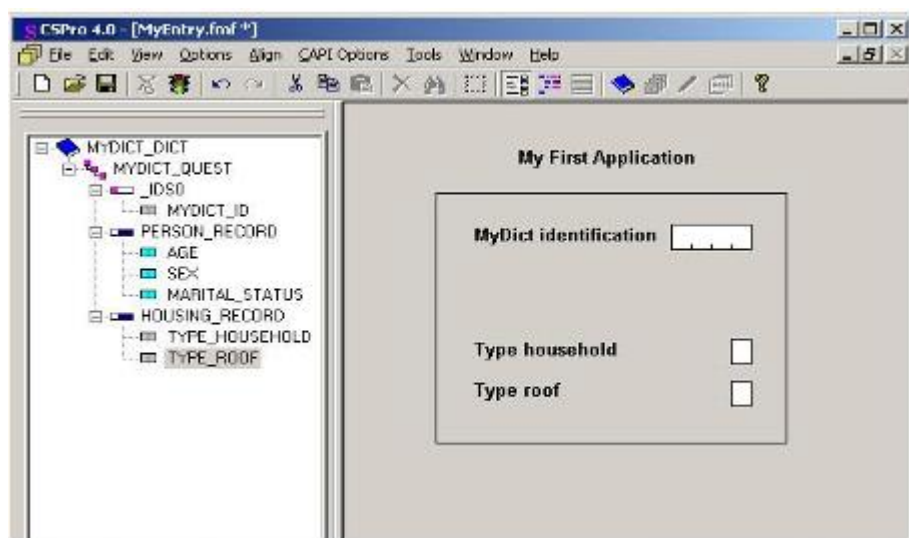 CSPro 4.0 - [MyEntry.fmf *]
File Edit View Options Align CAPI Options Tools Window Help
MYDICT_DICT
MYDICT_QUEST
_IDS0
MYDICT_ID
PERSON_RECORD
AGE
SEX
MARITAL_STATUS
HOUSING_RECORD
TYPE_HOUSEHOLD
TYPE_ROOF
My First Application
MyDict identification
Type household
Type roof